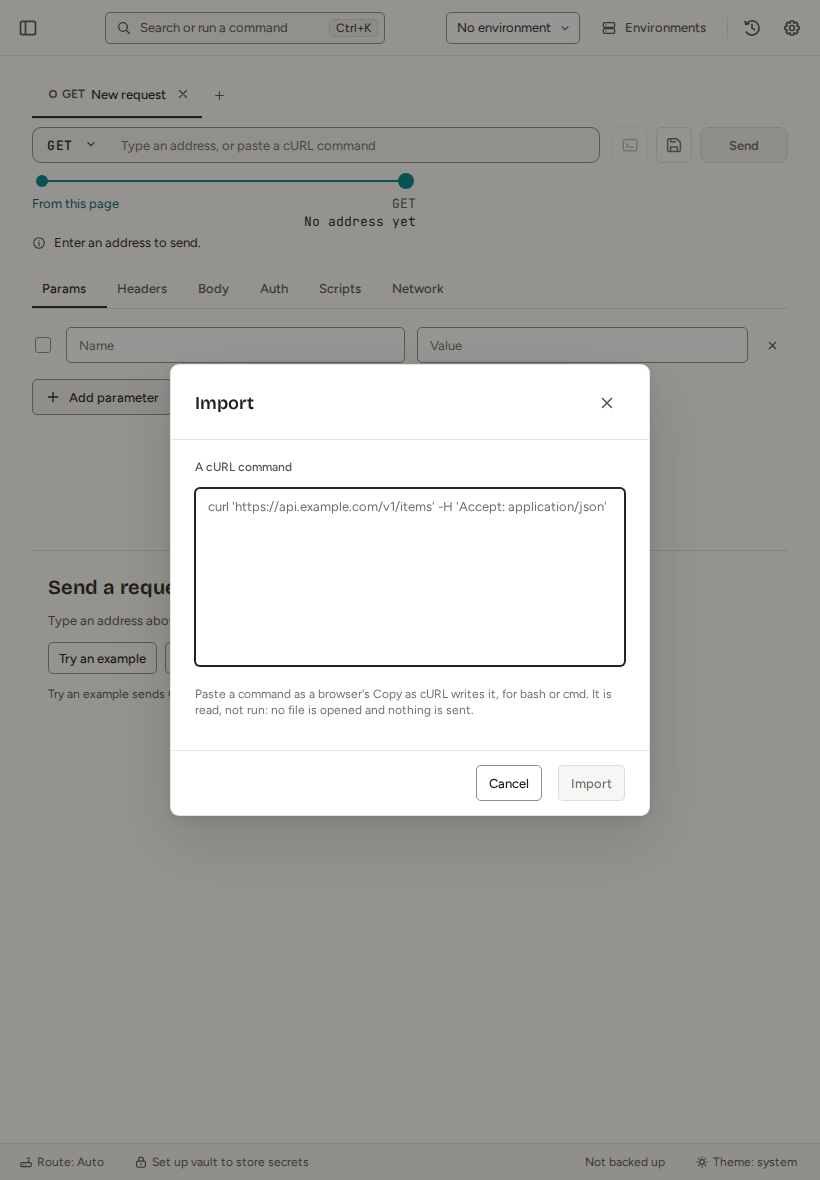 Search or run a command Ctrl+K No environment Environments
GET New request
GET Type an address, or paste a cURL command Send
From this page GET
No address yet
Enter an address to send.
Params Headers Body Auth Scripts Network
Name Value
Add parameter
Import
A cURL command
curl 'https://api.example.com/v1/items' -H 'Accept: application/json'
Send a reque
Type an address abo
Try an example
Try an example sends
Paste a command as a browser's Copy as cURL writes it, for bash or cmd. It is
read, not run: no file is opened and nothing is sent.
Cancel Import
Route: Auto Set up vault to store secrets Not backed up Theme: system